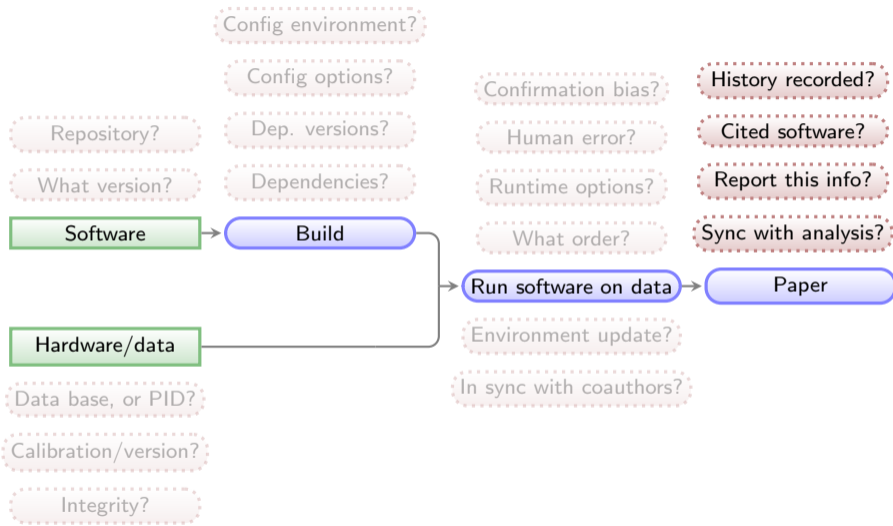 Config environment?
Config options?
Dep. versions?
Dependencies?
Repository?
What version?
Software
Build
Confirmation bias?
Human error?
Runtime options?
What order?
History recorded?
Cited software?
Report this info?
Sync with analysis?
Run software on data
Paper
Environment update?
In sync with coauthors?
Hardware/data
Data base, or PID?
Calibration/version?
Integrity?